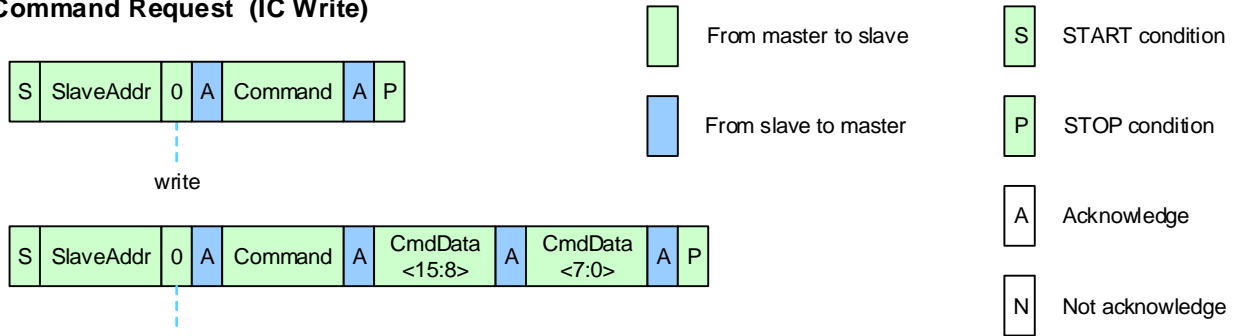 Command Request (IC Write)
S SlaveAddr 0 A Command A P
write
S SlaveAddr 0 A Command A CmdData <15:8> A CmdData <7:0> A P
From master to slave
From slave to master
S START condition
P STOP condition
A Acknowledge
N Not acknowledge